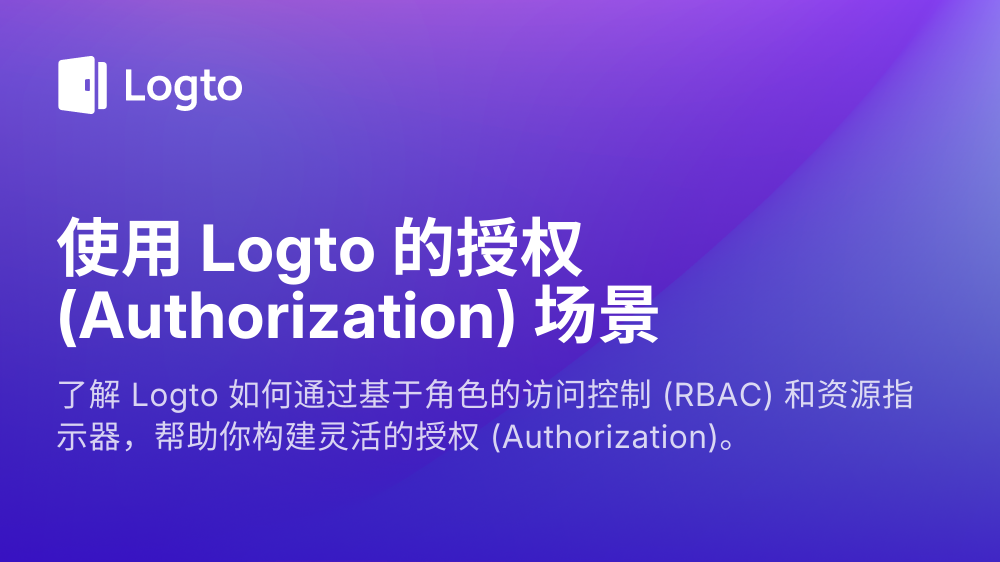 Logto
使用 Logto 的授权
(Authorization) 场景
了解 Logto 如何通过基于角色的访问控制 (RBAC) 和资源指
示器，帮助你构建灵活的授权 (Authorization)。